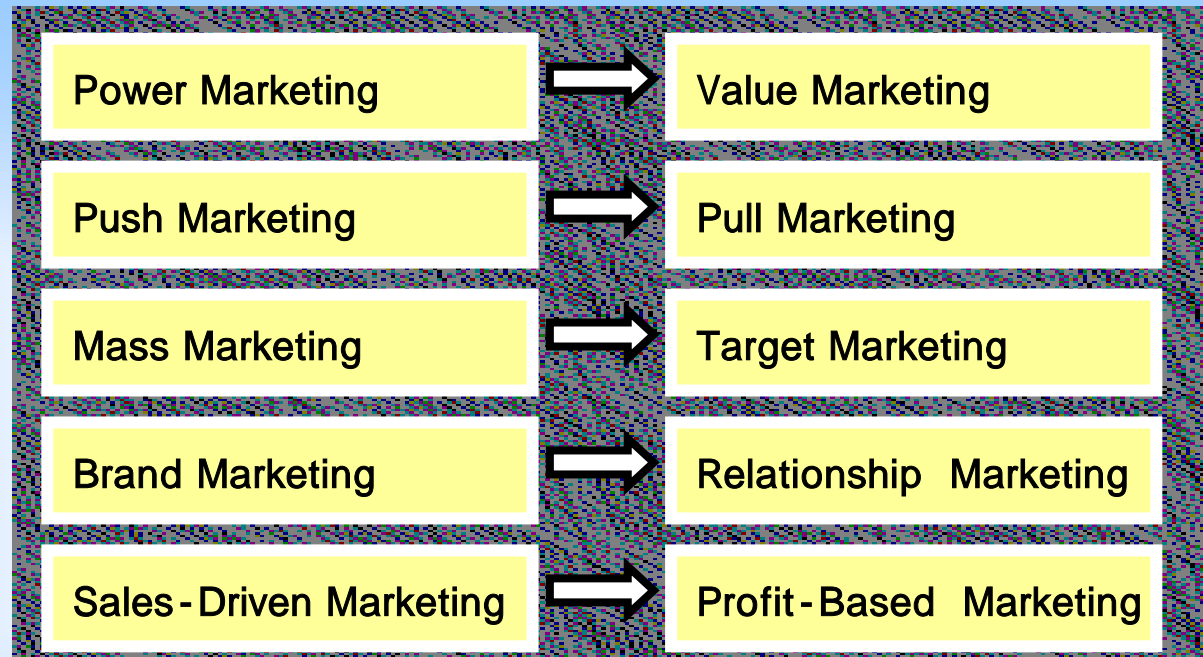 Power Marketing
Value Marketing
Push Marketing
Pull Marketing
Mass Marketing
Target Marketing
Brand Marketing
Relationship Marketing
Sales-Driven Marketing
Profit-Based Marketing